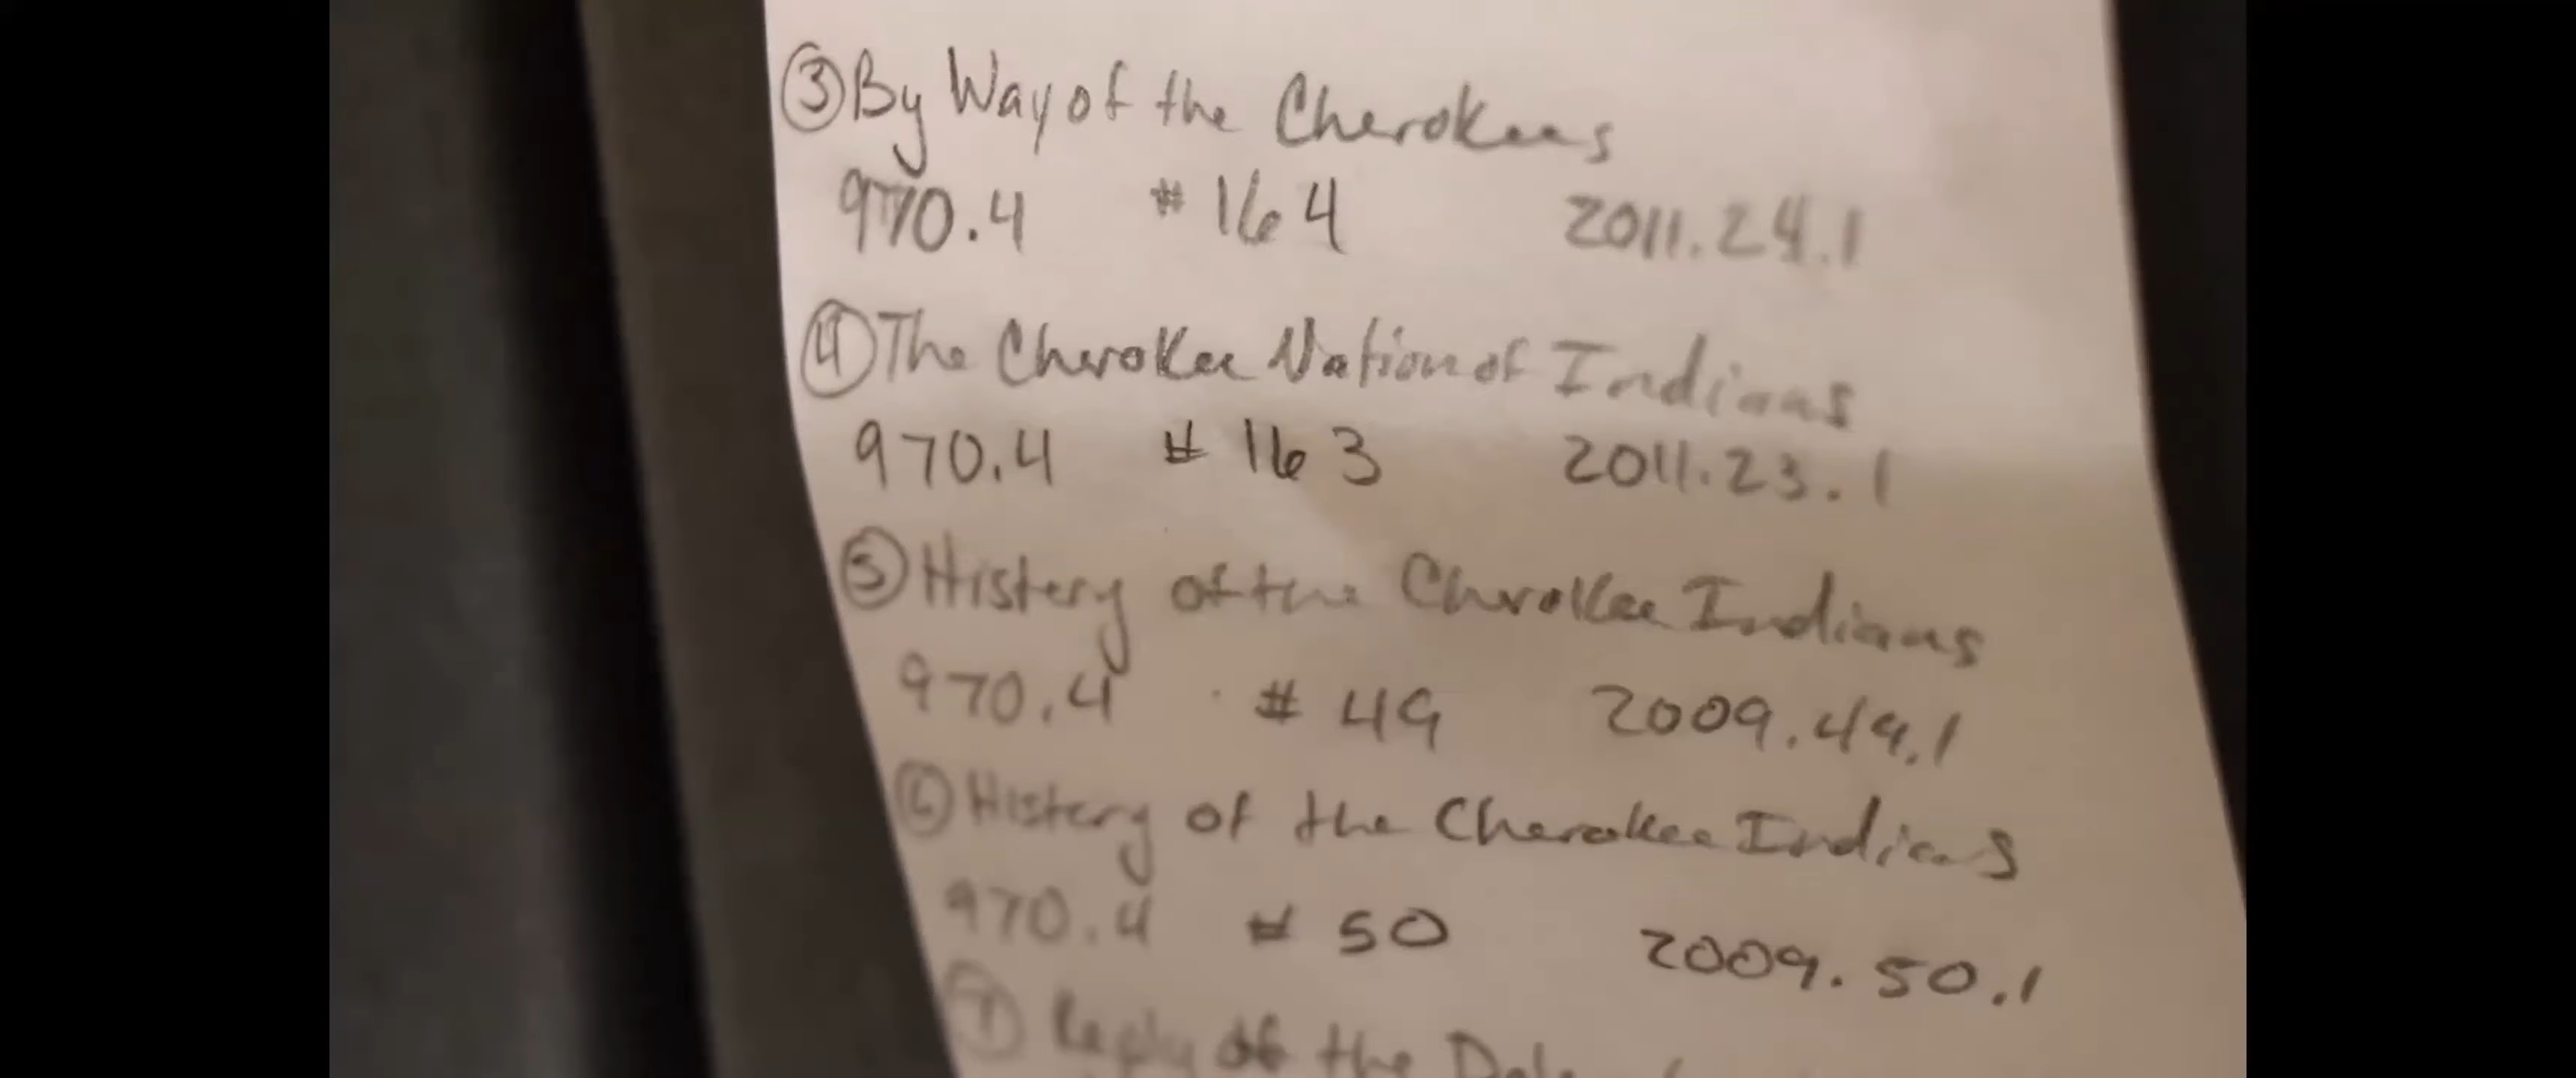 ③ By Way of the Cherokees
970.4 #164 2011.24.1
④ The Cherokee Nation of Indians
970.4 #163 2011.23.1
⑤ History of the Cherokee Indians
970.4 #49 2009.49.1
⑥ History of the Cherokee Indians
970.4 #50 2009.50.1
⑦ Reply of the